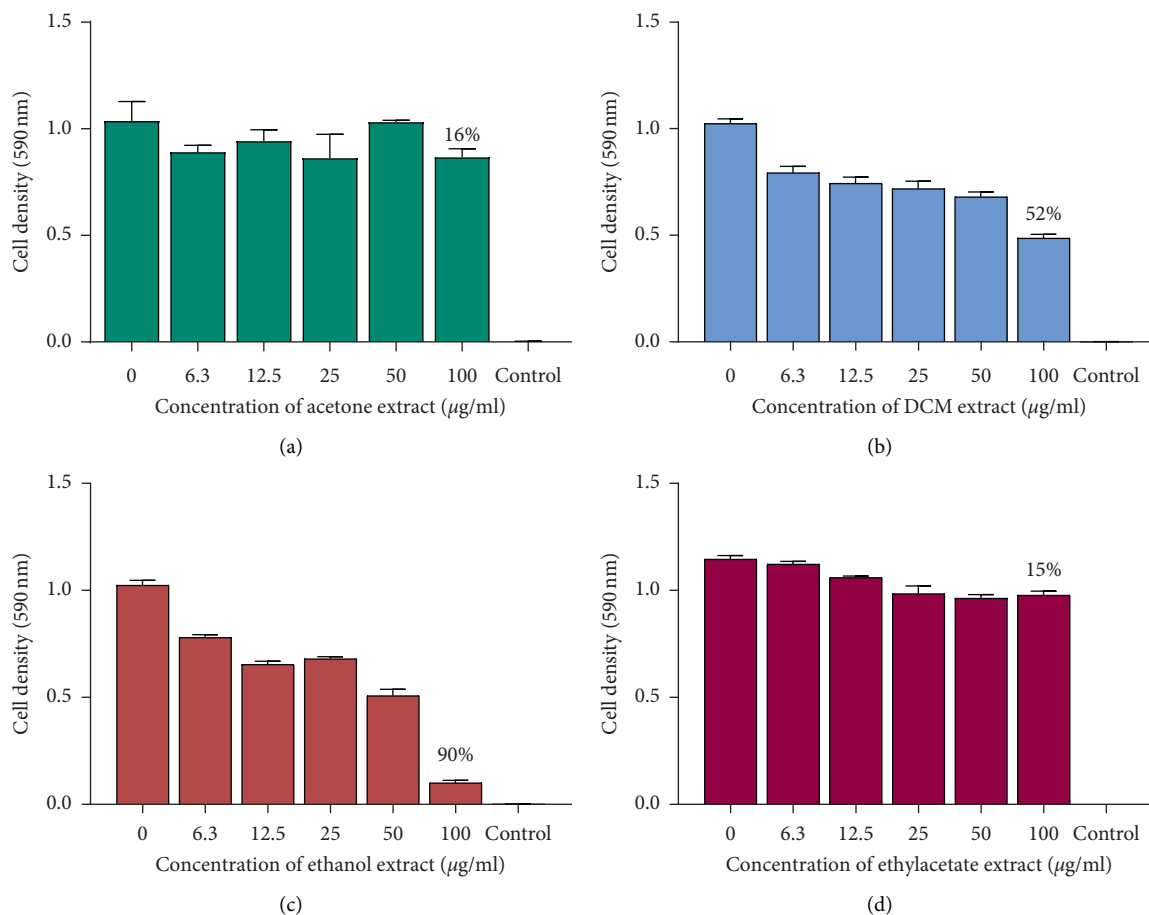 1.5
1.0
0.5
0.0
Cell density (590 nm)
16%
0 6.3 12.5 25 50 100 Control
Concentration of acetone extract (μg/ml)
(a)
1.5
1.0
0.5
0.0
Cell density (590 nm)
52%
0 6.3 12.5 25 50 100 Control
Concentration of DCM extract (μg/ml)
(b)
1.5
1.0
0.5
0.0
Cell density (590 nm)
90%
0 6.3 12.5 25 50 100 Control
Concentration of ethanol extract (μg/ml)
(c)
1.5
1.0
0.5
0.0
Cell density (590 nm)
15%
0 6.3 12.5 25 50 100 Control
Concentration of ethylacetate extract (μg/ml)
(d)